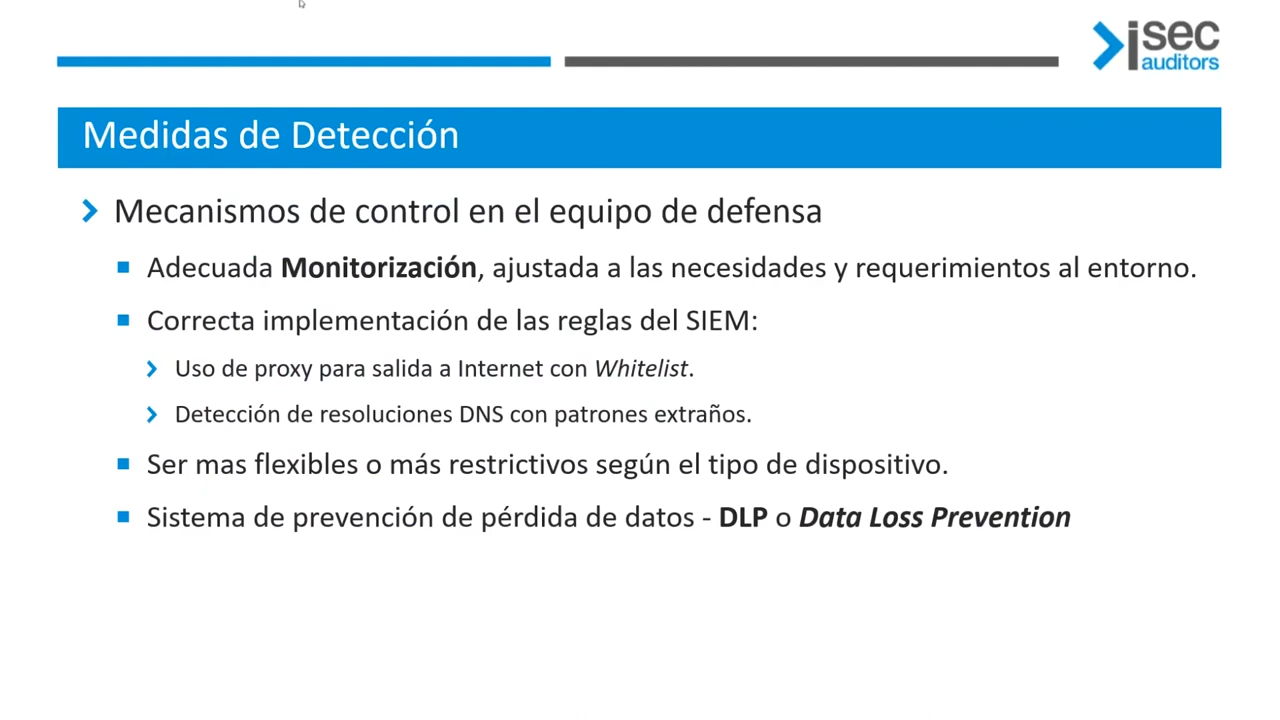 isec
auditors
Medidas de Detección
Mecanismos de control en el equipo de defensa
Adecuada Monitorización, ajustada a las necesidades y requerimientos al entorno.
Correcta implementación de las reglas del SIEM:
Uso de proxy para salida a Internet con Whitelist.
Detección de resoluciones DNS con patrones extraños.
Ser mas flexibles o más restrictivos según el tipo de dispositivo.
Sistema de prevención de pérdida de datos - DLP o Data Loss Prevention